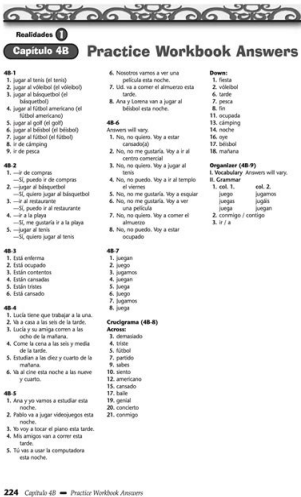 Realidades 1
Capítulo 4B
Practice Workbook Answers
4B-1
1. jugar al tenis (el tenis)
2. jugar al vóleibol (el vóleibol)
3. jugar al básquetbol (el
básquetbol)
4. jugar al fútbol americano (el
fútbol americano)
5. jugar al golf (el golf)
6. jugar al béisbol (el béisbol)
7. jugar al fútbol (el fútbol)
8. ir de cámping
9. ir de pesca
4B-2
1. —ir de compras
—Sí, puedo ir de compras
2. —jugar al básquetbol
—Sí, quiero jugar al básquetbol
3. —ir al restaurante
—Sí, puedo ir al restaurante
4. —ir a la playa
—Sí, me gustaría ir a la playa
5. —jugar al tenis
—Sí, quiero jugar al tenis
4B-3
1. Está enferma
2. Está ocupado
3. Están contentos
4. Están cansadas
5. Están tristes
6. Está cansado
4B-4
1. Lucía tiene que trabajar a la una.
2. Va a casa a las seis de la tarde.
3. Lucía y su amiga corren a las
ocho de la mañana.
4. Come la cena a las seis y media
de la tarde.
5. Estudian a las diez y cuarto de la
mañana.
6. Va al cine esta noche a las nueve
y cuarto.
4B-5
1. Ana y yo vamos a estudiar esta
noche.
2. Pablo va a jugar videojuegos esta
noche.
3. Yo voy a tocar el piano esta tarde.
4. Mis amigos van a correr esta
tarde.
5. Tú vas a usar la computadora
esta noche.
6. Nosotros vamos a ver una
película esta noche.
7. Ud. va a comer el almuerzo esta
tarde.
8. Ana y Lorena van a jugar al
béisbol esta noche.
4B-6
Answers will vary.
1. No, no quiero. Voy a estar
cansado(a)
2. No, no me gustaría. Voy a ir al
centro comercial
3. No, no quiero. Voy a jugar al
tenis
4. No, no puedo. Voy a ir al templo
el viernes
5. No, no me gustaría. Voy a esquiar
6. No, no me gustaría. Voy a ver
una película
7. No, no quiero. Voy a comer el
almuerzo
8. No, no puedo. Voy a estar
ocupado
4B-7
1. juegan
2. juego
3. jugamos
4. juegan
5. Juega
6. Juego
7. Jugamos
8. juega
Crucigrama (4B-8)
Across:
3. demasiado
4. triste
5. fútbol
7. partido
9. sabes
10. siento
12. americano
15. cansado
17. baile
19. genial
20. concierto
21. conmigo
Down:
1. fiesta
2. vóleibol
6. tarde
7. pesca
8. fin
11. ocupada
13. cámping
14. noche
16. oye
17. béisbol
18. mañana
Organizer (4B-9)
I. Vocabulary Answers will vary.
II. Grammar
1. col. 1. col. 2.
juego jugamos
juegas jugáis
juega juegan
2. conmigo / contigo
3. ir / a
224 Capítulo 4B — Practice Workbook Answers